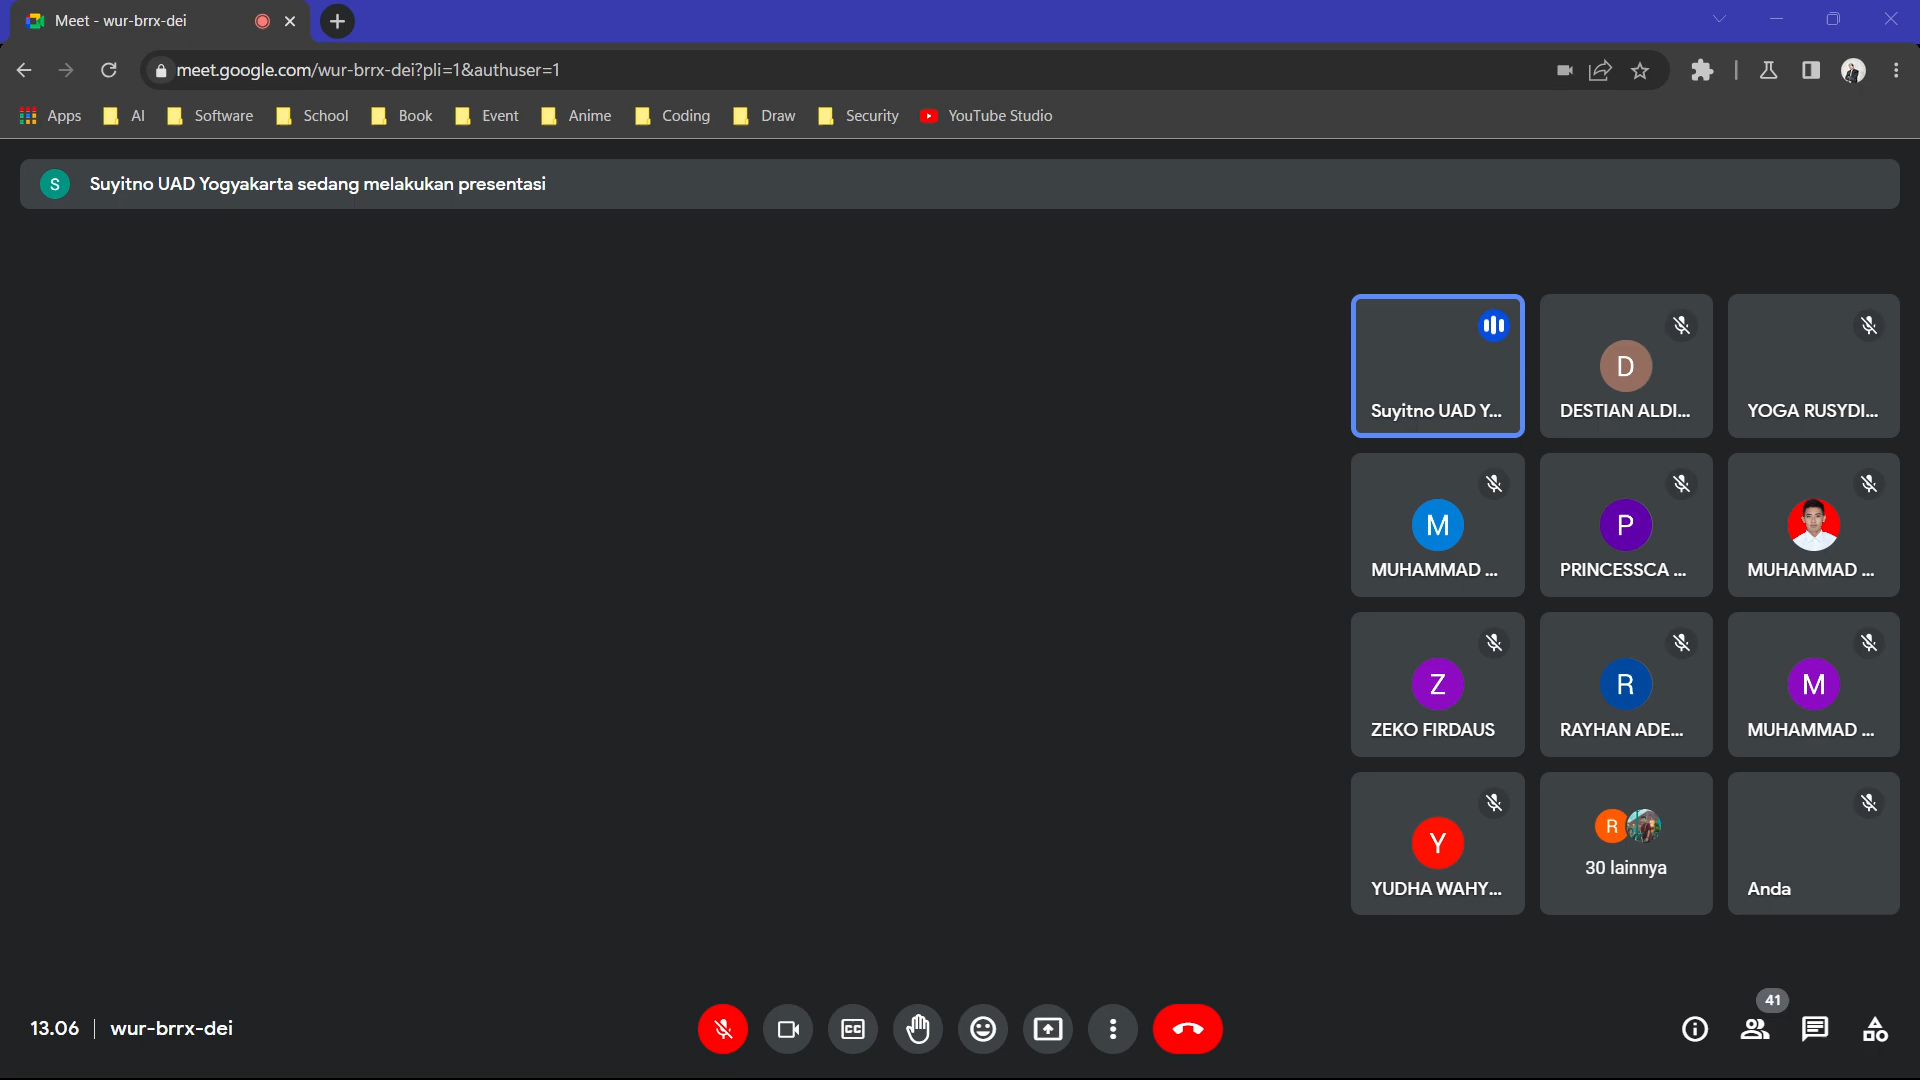 Meet - wur-brrx-dei
meet.google.com/wur-brrx-dei?pli=1&authuser=1
Apps AI Software School Book Event Anime Coding Draw Security YouTube Studio
S Suyitno UAD Yogyakarta sedang melakukan presentasi
Suyitno UAD Y...
D
DESTIAN ALDI...
YOGA RUSYDI...
M
MUHAMMAD ...
P
PRINCESSCA ...
MUHAMMAD ...
Z
ZEKO FIRDAUS
R
RAYHAN ADE...
M
MUHAMMAD ...
Y
YUDHA WAHY...
R
30 lainnya
Anda
13.06 | wur-brrx-dei
CC
41